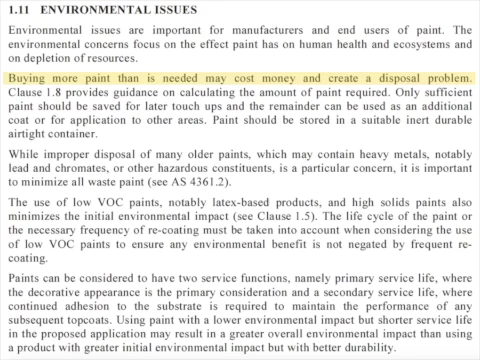 1.11 ENVIRONMENTAL ISSUES
Environmental issues are important for manufacturers and end users of paint. The
environmental concerns focus on the effect paint has on human health and ecosystems and
on depletion of resources.
Buying more paint than is needed may cost money and create a disposal problem.
Clause 1.8 provides guidance on calculating the amount of paint required. Only sufficient
paint should be saved for later touch ups and the remainder can be used as an additional
coat or for application to other areas. Paint should be stored in a suitable inert durable
airtight container.
While improper disposal of many older paints, which may contain heavy metals, notably
lead and chromates, or other hazardous constituents, is a particular concern, it is important
to minimize all waste paint (see AS 4361.2).
The use of low VOC paints, notably latex-based products, and high solids paints also
minimizes the initial environmental impact (see Clause 1.5). The life cycle of the paint or
the necessary frequency of re-coating must be taken into account when considering the use
of low VOC paints to ensure any environmental benefit is not negated by frequent re-
coating.
Paints can be considered to have two service functions, namely primary service life, where
the decorative appearance is the primary consideration and a secondary service life, where
continued adhesion to the substrate is required to maintain the performance of any
subsequent topcoats. Using paint with a lower environmental impact but shorter service life
in the proposed application may result in a greater overall environmental impact than using
a product with greater initial environmental impact but with better durability.